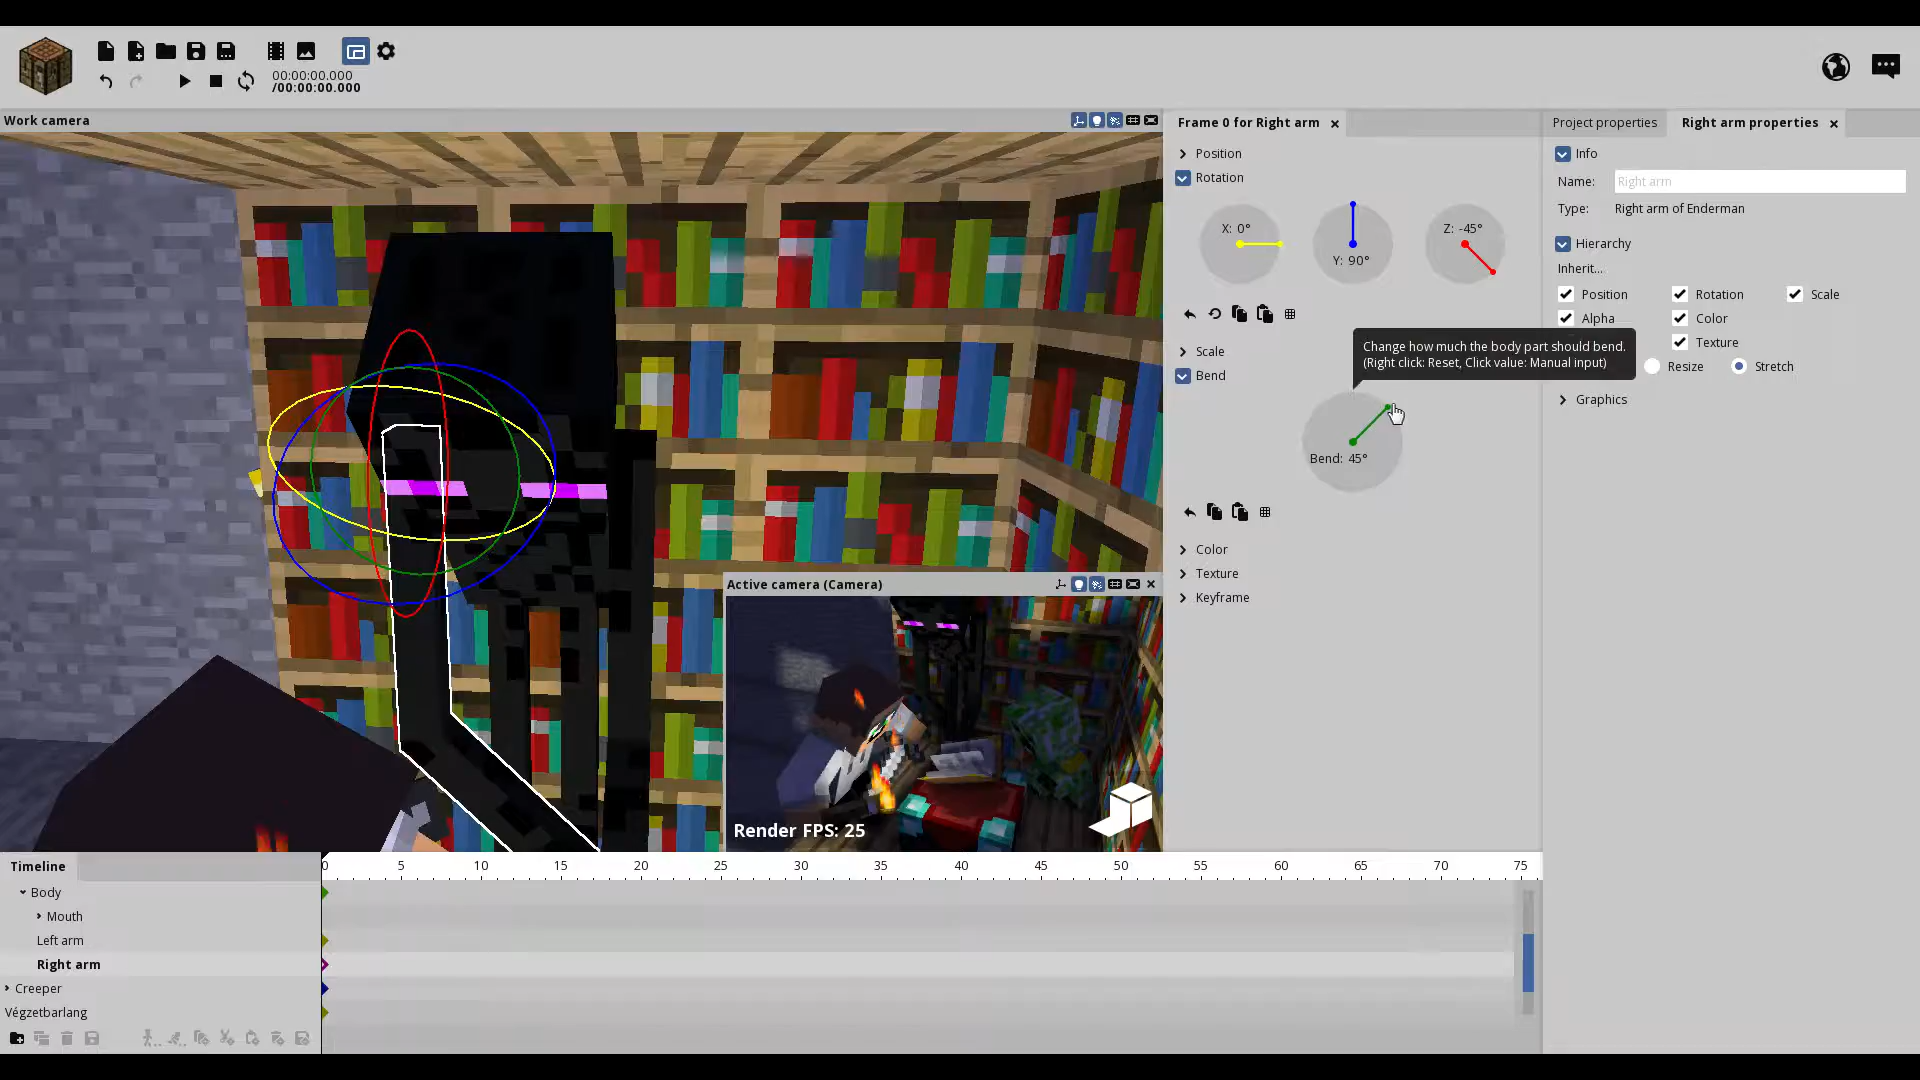 00:00:00.000
/00:00:00.000
Work camera
Frame 0 for Right arm
Position
Rotation
X: 0°
Y: 90°
Z: -45°
Scale
Bend
Change how much the body part should bend.
(Right click: Reset, Click value: Manual input)
Bend: 45°
Color
Texture
Keyframe
Project properties
Right arm properties
Info
Name: Right arm
Type: Right arm of Enderman
Hierarchy
Inherit...
Position Rotation Scale
Alpha Color
Texture
Resize Stretch
Graphics
Active camera (Camera)
Render FPS: 25
Timeline
0 5 10 15 20 25 30 35 40 45 50 55 60 65 70 75
Body
Mouth
Left arm
Right arm
Creeper
Végzetbarlang